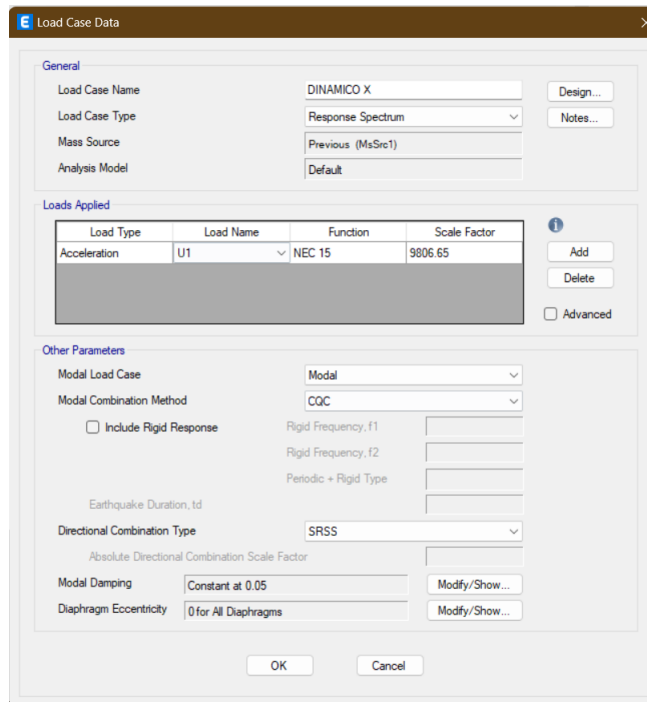 E Load Case Data
General
Load Case Name DINAMICO X Design...
Load Case Type Response Spectrum Notes...
Mass Source Previous (MsSrc1)
Analysis Model Default
Loads Applied
Load Type Load Name Function Scale Factor
Acceleration U1 NEC 15 9806.65 Add
Delete
Advanced
Other Parameters
Modal Load Case Modal
Modal Combination Method CQC
Include Rigid Response Rigid Frequency, f1
Rigid Frequency, f2
Periodic + Rigid Type
Earthquake Duration, td
Directional Combination Type SRSS
Absolute Directional Combination Scale Factor
Modal Damping Constant at 0.05 Modify/Show...
Diaphragm Eccentricity 0 for All Diaphragms Modify/Show...
OK Cancel